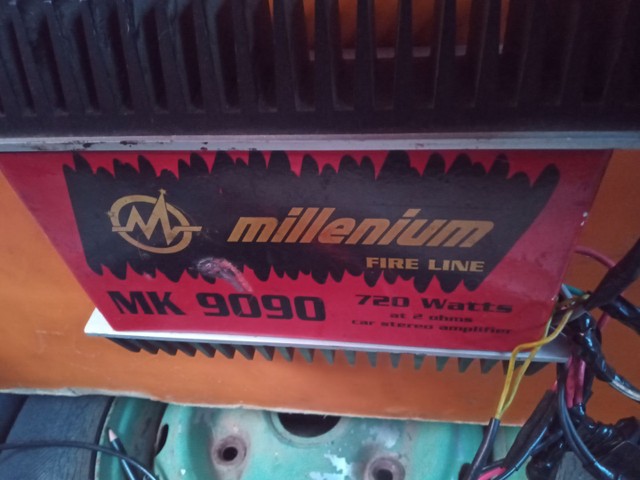 M
millenium
FIRE LINE
MK 9090
720 Watts
at 2 ohms
car stereo amplifier